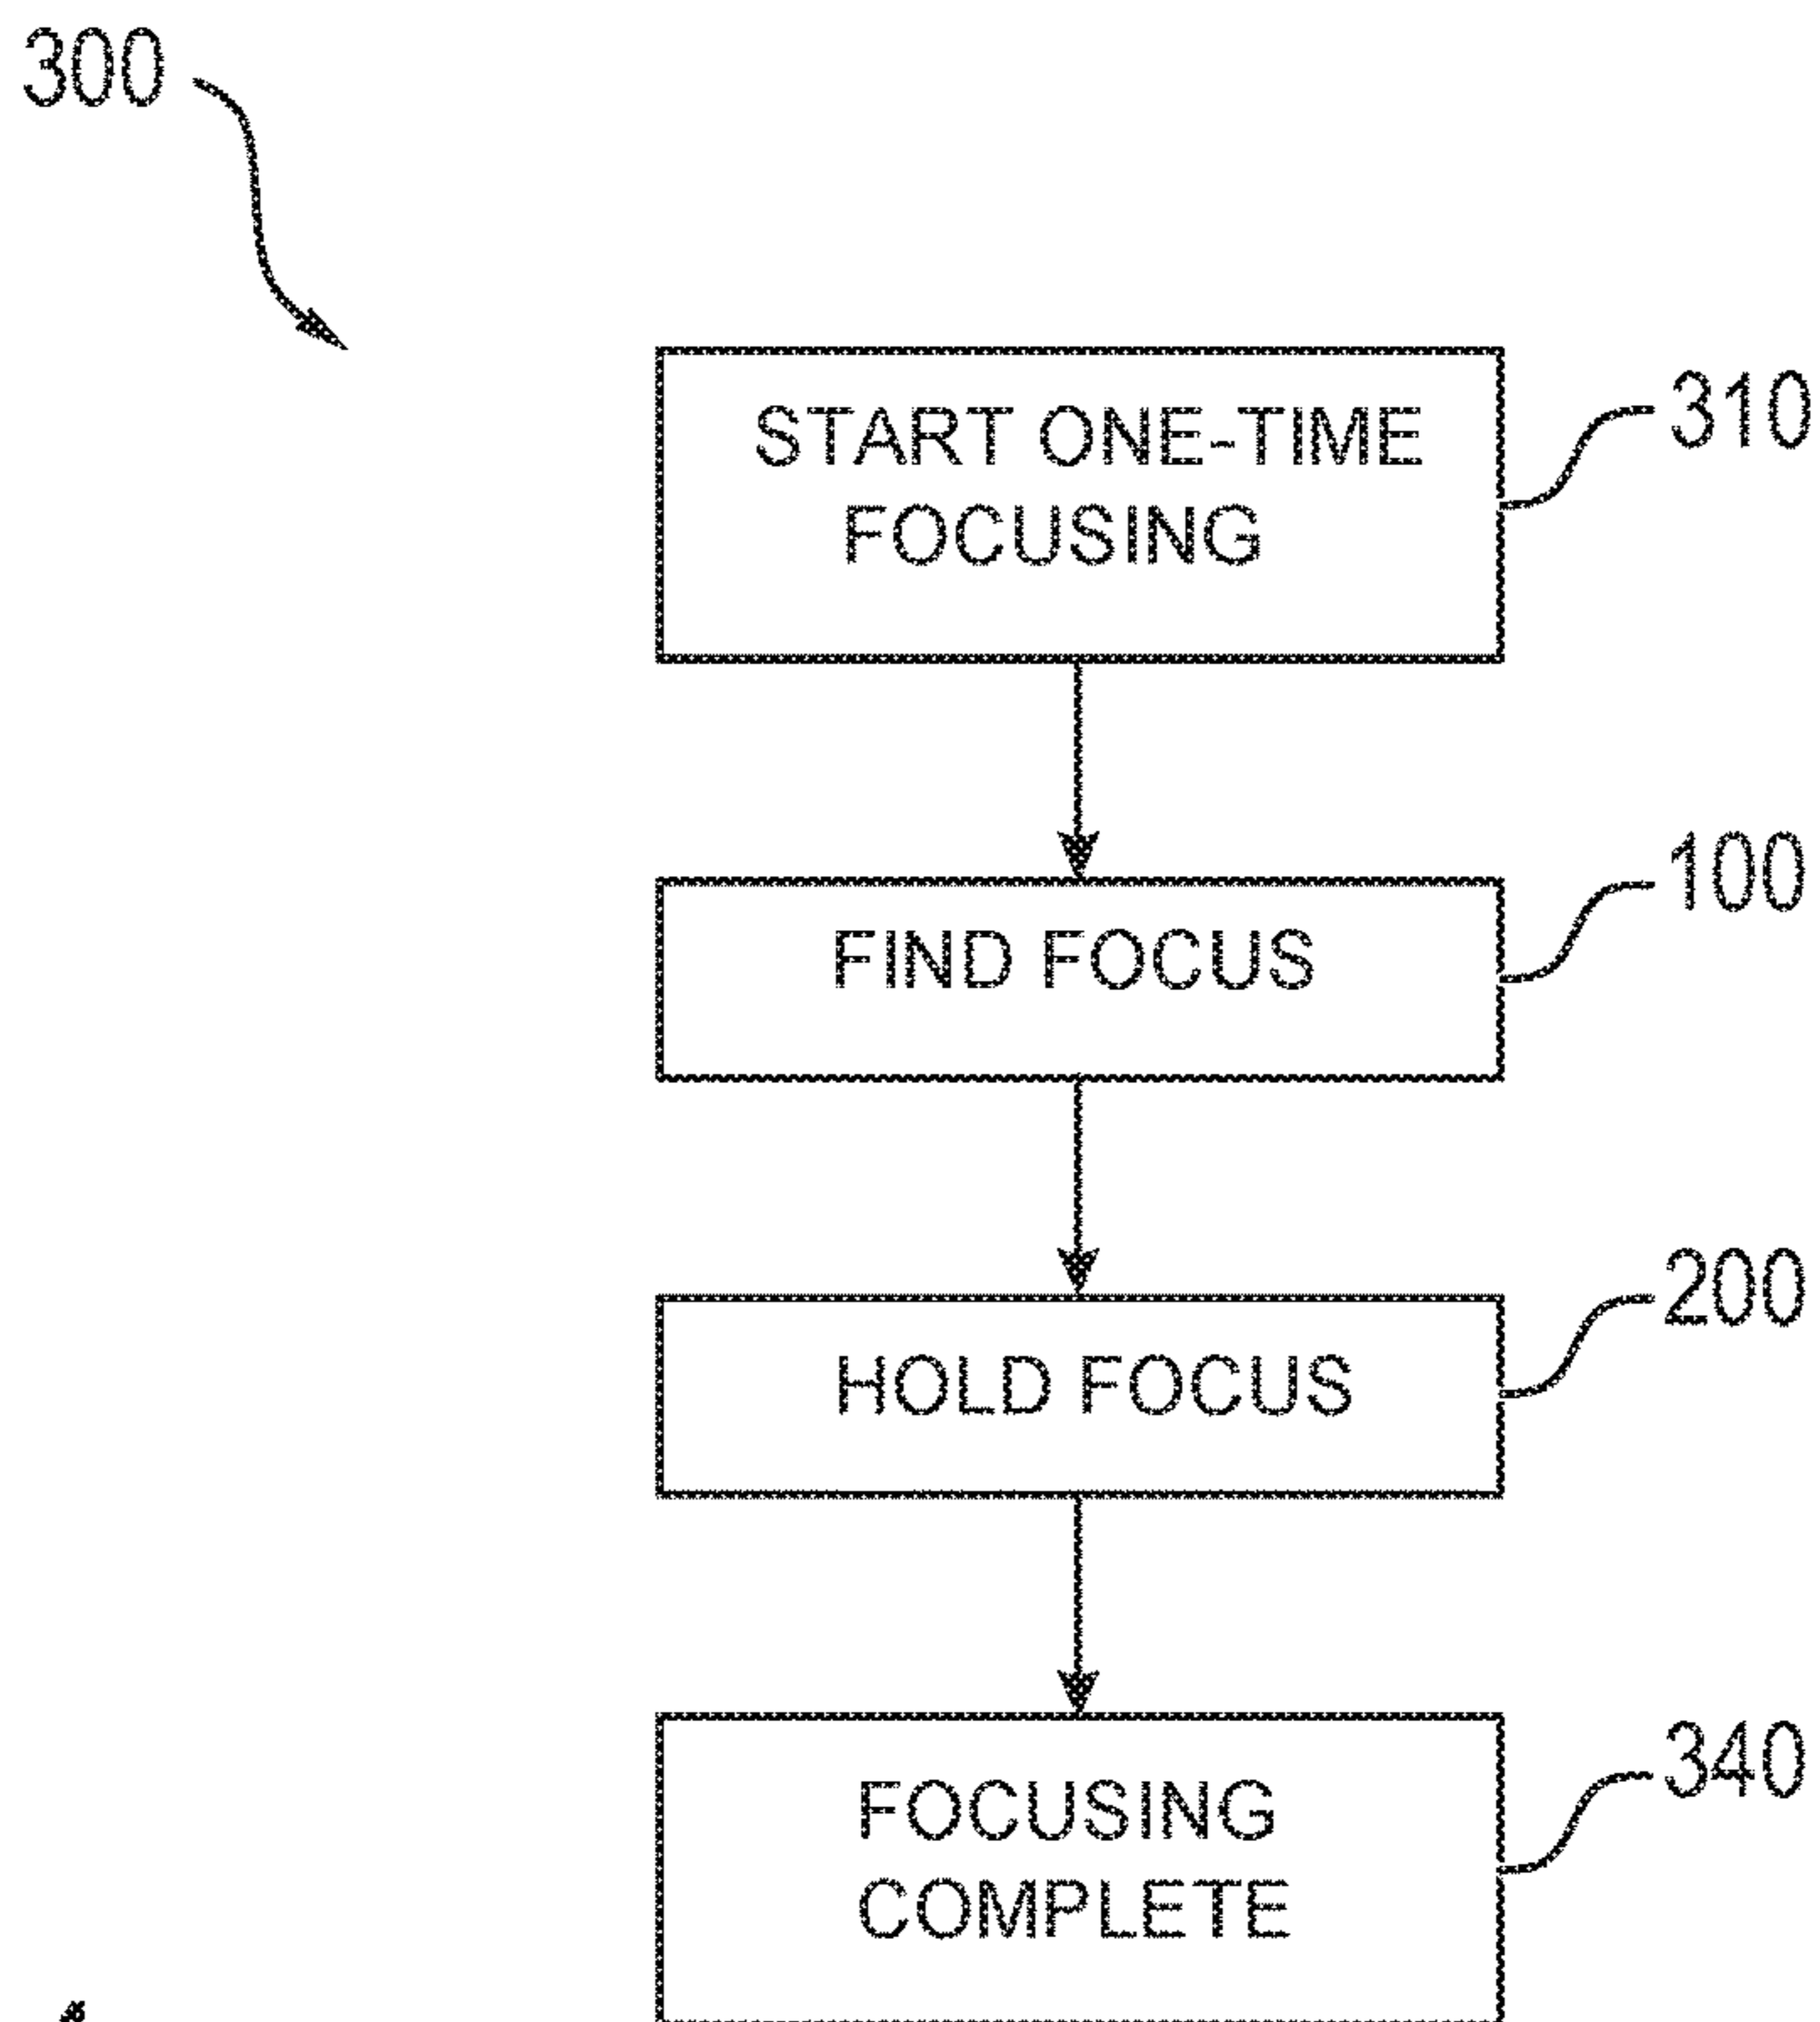 300
START ONE-TIME
FOCUSING
310
FIND FOCUS
100
HOLD FOCUS
200
FOCUSING
COMPLETE
340